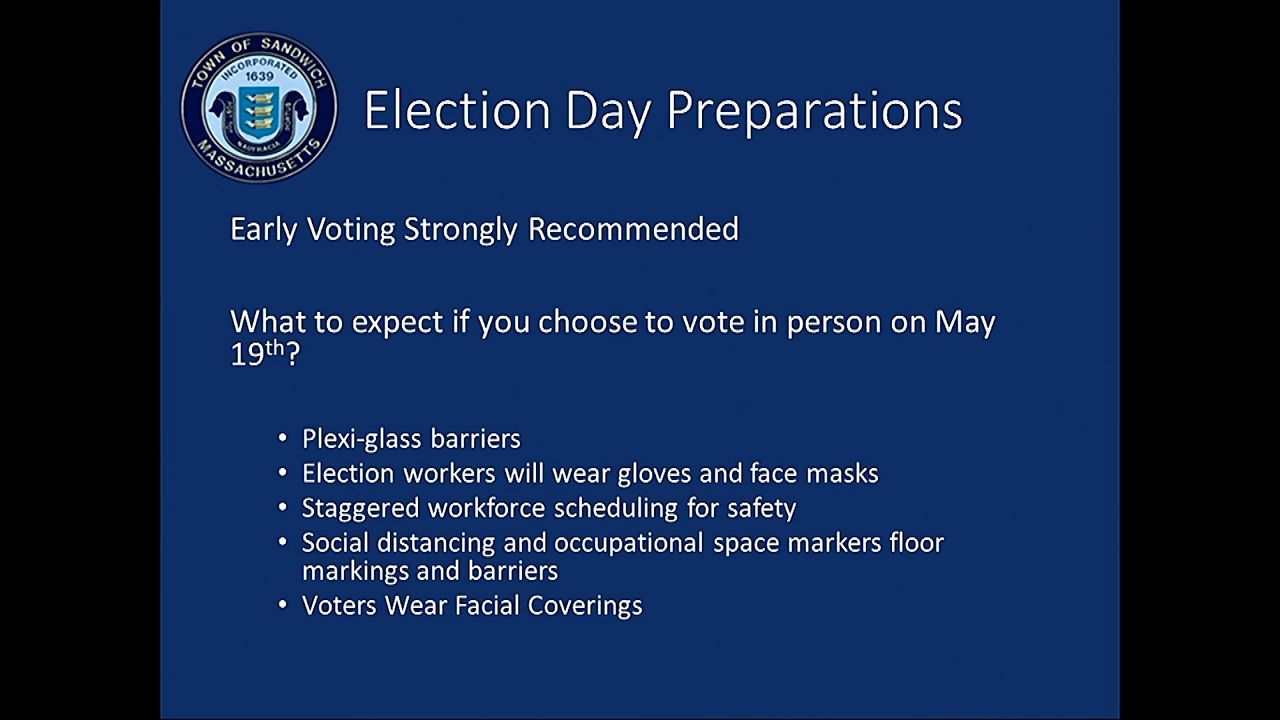 TOWN OF SANDWICH
INCORPORATED
1639
MASSACHUSETTS
Election Day Preparations
Early Voting Strongly Recommended
What to expect if you choose to vote in person on May
19th?
• Plexi-glass barriers
• Election workers will wear gloves and face masks
• Staggered workforce scheduling for safety
• Social distancing and occupational space markers floor
markings and barriers
• Voters Wear Facial Coverings